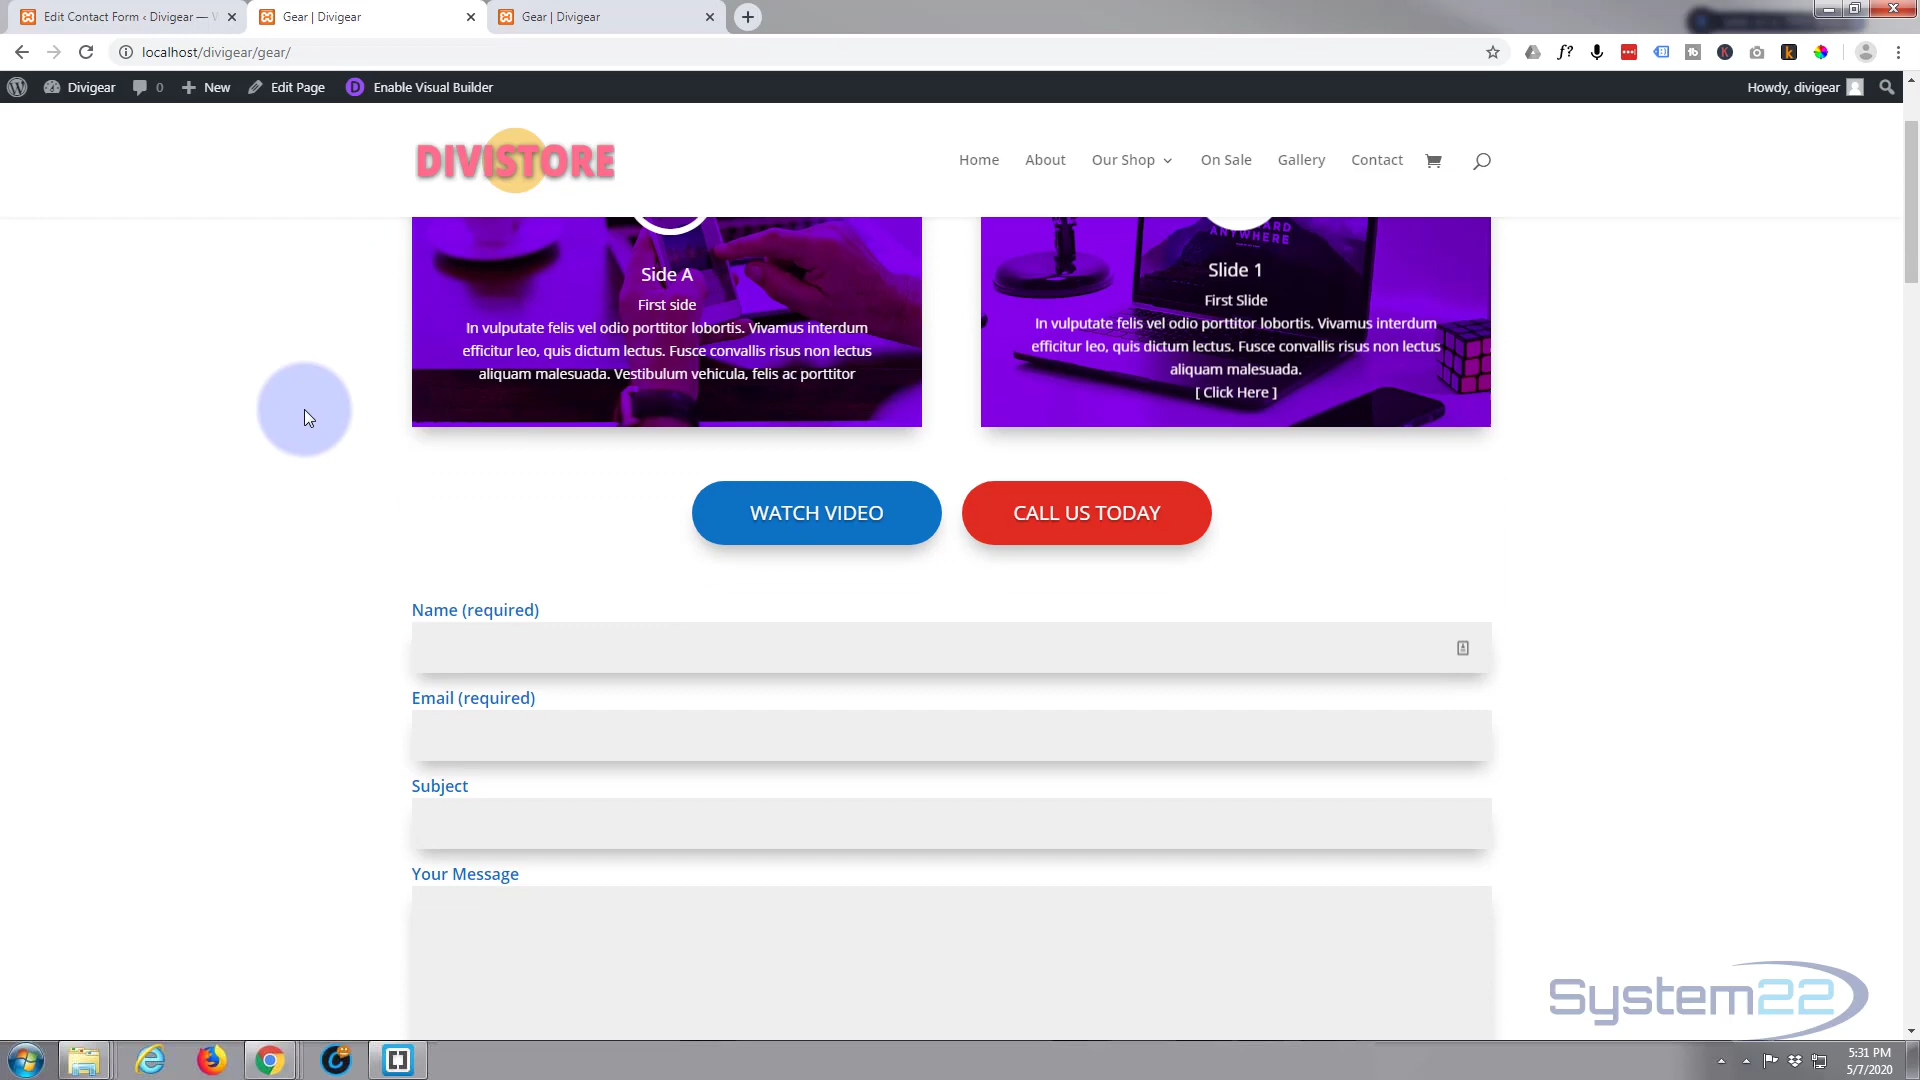 Edit Contact Form ‹ Divigear —
Gear | Divigear
Gear | Divigear
localhost/divigear/gear/
f?
Divigear
0
New
Edit Page
D
Enable Visual Builder
Howdy, divigear
DIVISTORE
Home
About
Our Shop
On Sale
Gallery
Contact
ANYWHERE
Side A
First side
In vulputate felis vel odio porttitor lobortis. Vivamus interdum
efficitur leo, quis dictum lectus. Fusce convallis risus non lectus
aliquam malesuada. Vestibulum vehicula, felis ac porttitor
Slide 1
First Slide
In vulputate felis vel odio porttitor lobortis. Vivamus interdum
efficitur leo, quis dictum lectus. Fusce convallis risus non lectus
aliquam malesuada.
[ Click Here ]
WATCH VIDEO
CALL US TODAY
Name (required)
Email (required)
Subject
Your Message
System22
5:31 PM
5/7/2020